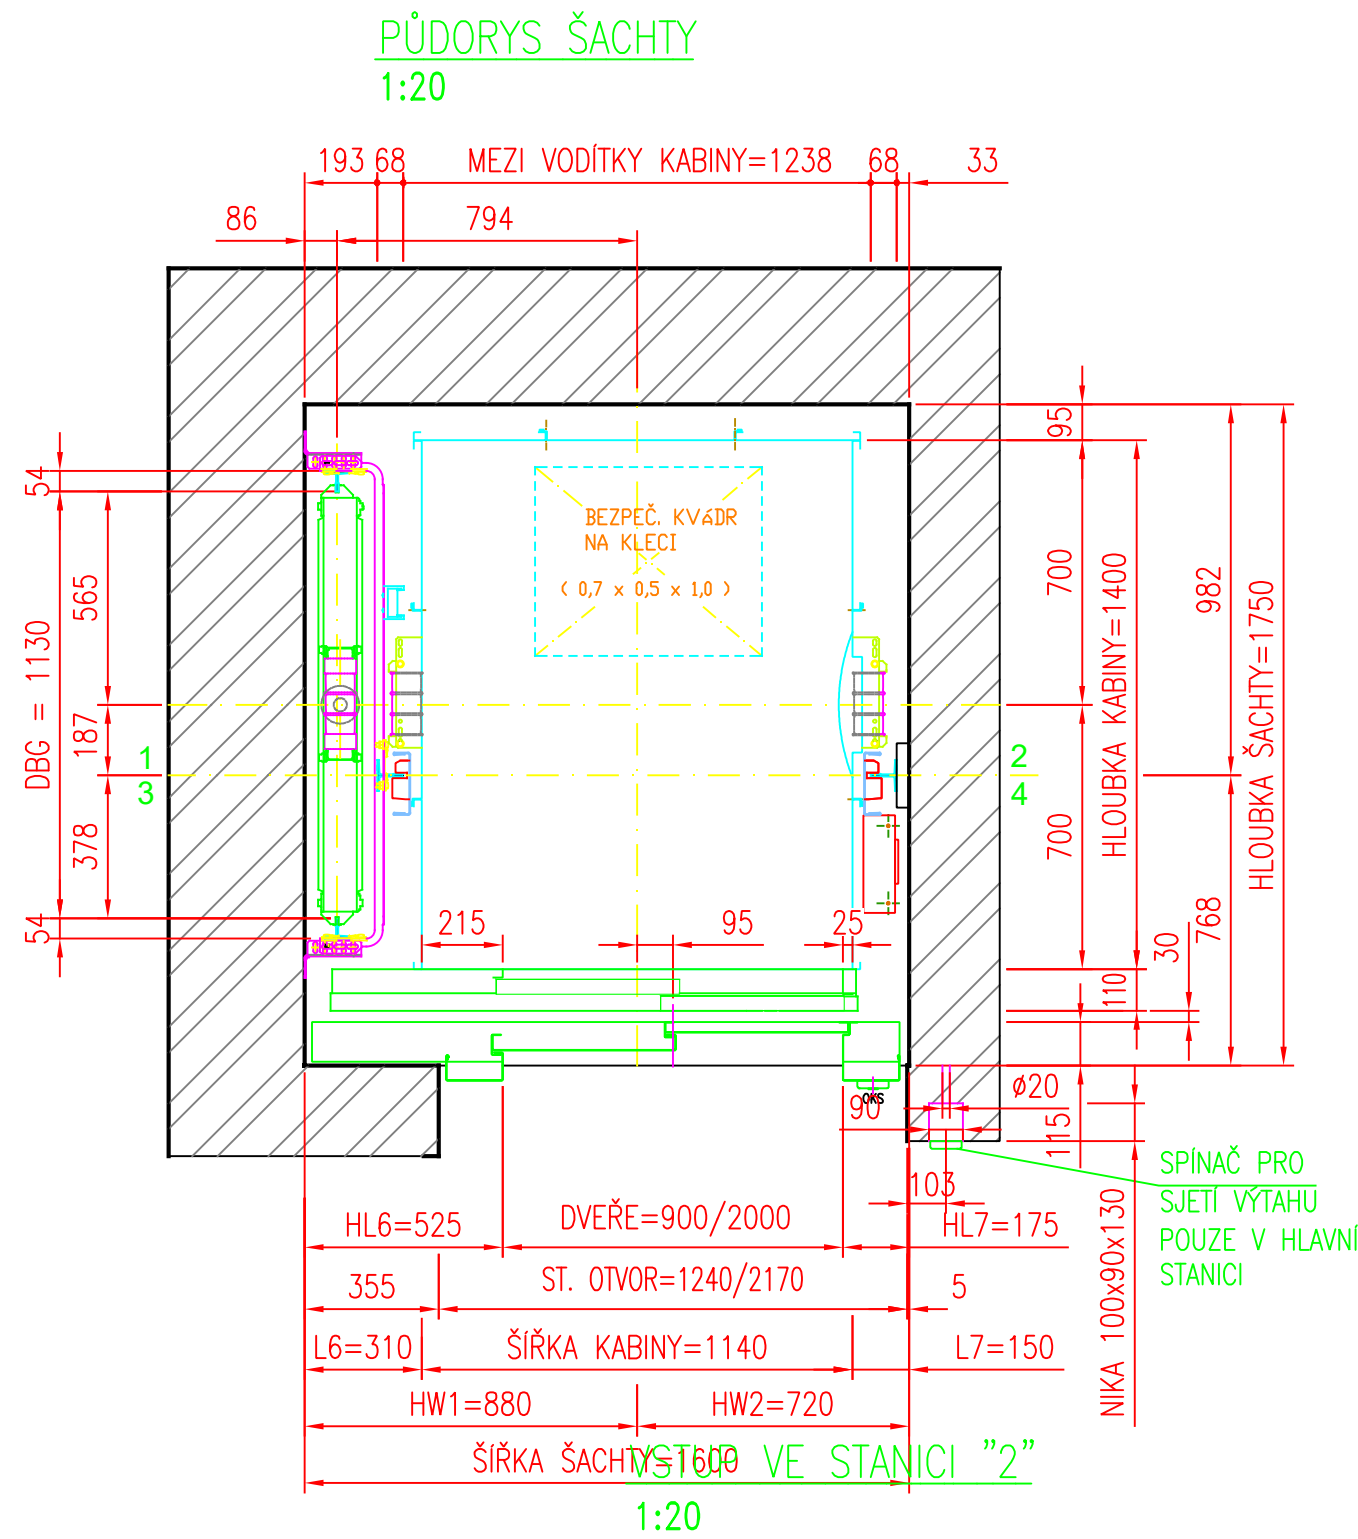 PŮDORYS ŠACHTY
1:20
193 68 MEZI VODÍTKY KABINY=1238 68 33
86 794
95
54
BEZPEČ. KVáDR
NA KLECI
( 0,7 x 0,5 x 1,0 )
565
700
982
HLOUBKA KABINY=1400
HLOUBKA ŠACHTY=1750
DBG = 1130
187
1
3
2
4
378
700
768
54
215 95 25
30
110
OKS
90
ø20
115
SPÍNAČ PRO
SJETÍ VÝTAHU
POUZE V HLAVNÍ
STANICI
NIKA 100x90x130
103
HL6=525 DVEŘE=900/2000 HL7=175
355 ST. OTVOR=1240/2170 5
L6=310 ŠÍŘKA KABINY=1140 L7=150
HW1=880 HW2=720
ŠÍŘKA ŠACHTY=1600
VSTUP VE STANICI ”2”
1:20